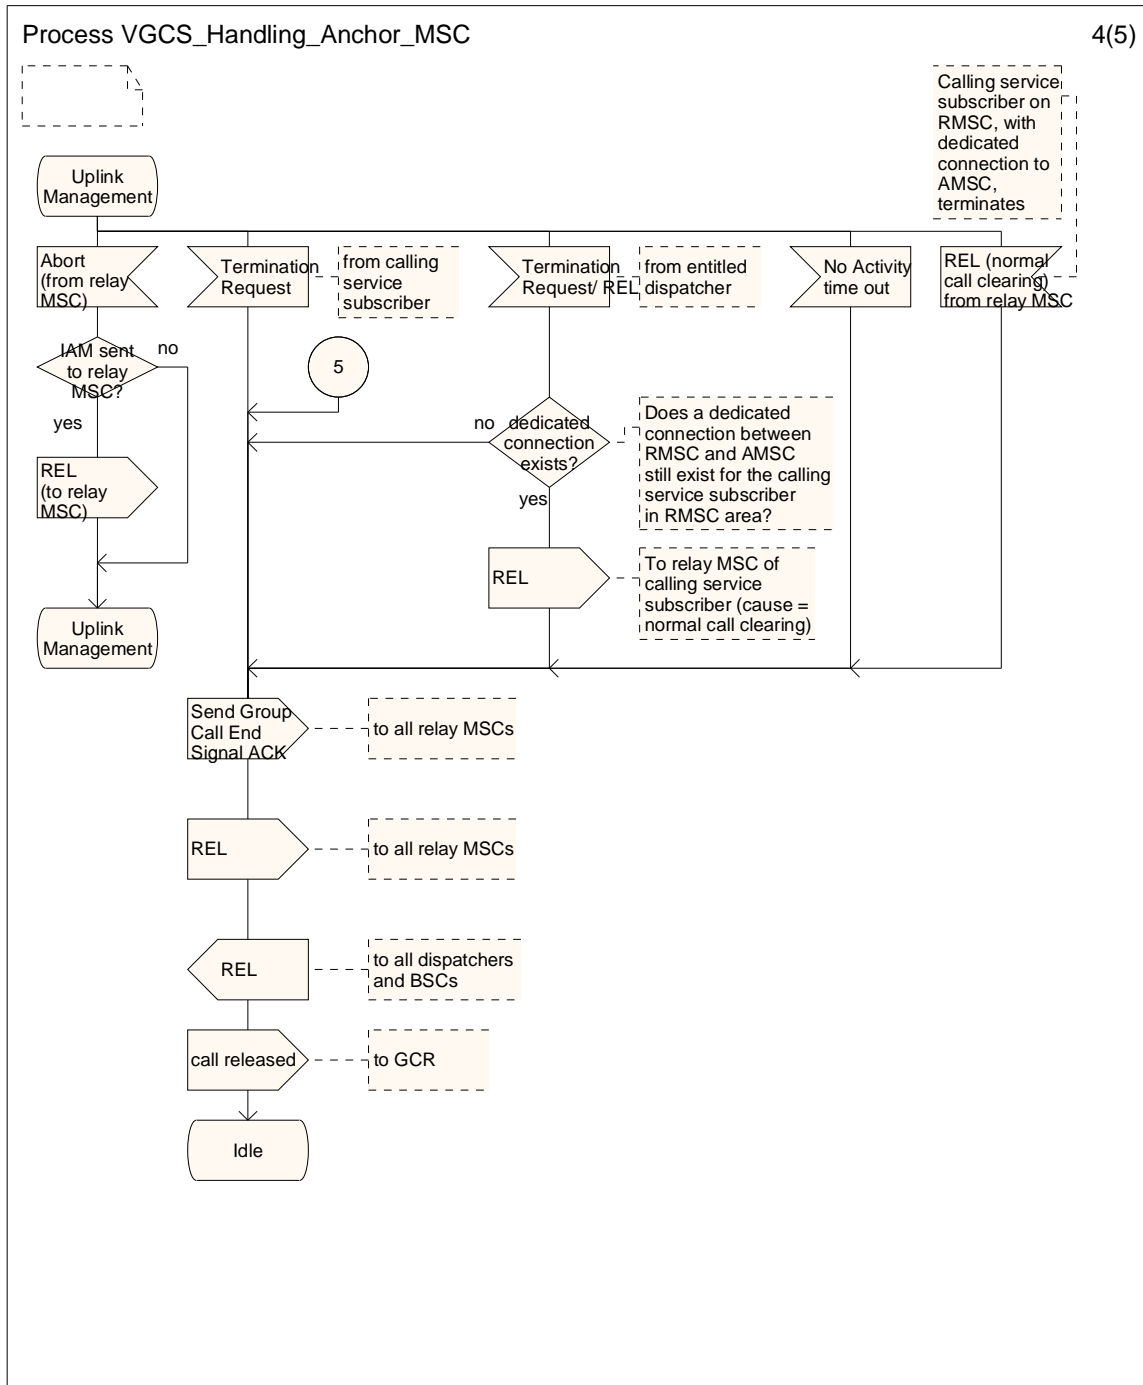 Process VGCS_Handling_Anchor_MSC
4(5)
Calling service
subscriber on
RMSC, with
dedicated
connection to
AMSC,
terminates
Uplink
Management
Abort
(from relay
MSC)
Termination
Request
from calling
service
subscriber
Termination
Request/ REL
from entitled
dispatcher
No Activity
time out
REL (normal
call clearing)
from relay MSC
IAM sent
to relay
MSC?
no
yes
5
no
dedicated
connection
exists?
yes
Does a dedicated
connection between
RMSC and AMSC
still exist for the calling
service subscriber
in RMSC area?
REL
(to relay
MSC)
REL
To relay MSC of
calling service
subscriber (cause =
normal call clearing)
Uplink
Management
Send Group
Call End
Signal ACK
to all relay MSCs
REL
to all relay MSCs
REL
to all dispatchers
and BSCs
call released
to GCR
Idle